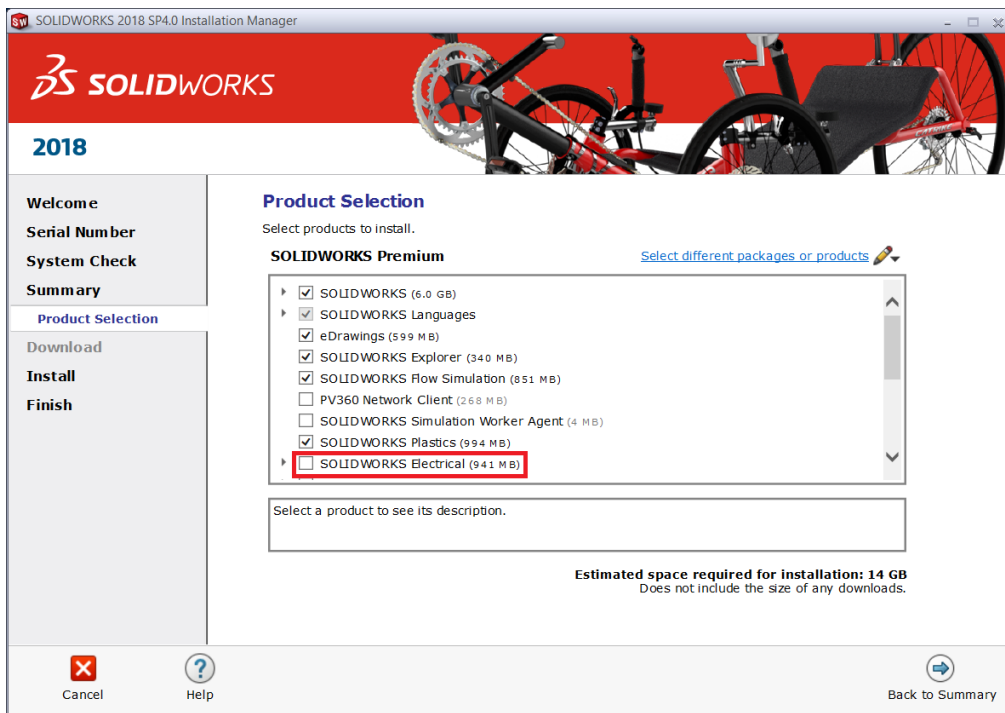 SOLIDWORKS 2018 SP4.0 Installation Manager
SOLIDWORKS
2018
CATRIKE
Welcome
Serial Number
System Check
Summary
Product Selection
Download
Install
Finish
Product Selection
Select products to install.
SOLIDWORKS Premium
Select different packages or products
SOLIDWORKS (6.0 GB)
SOLIDWORKS Languages
eDrawings (599 MB)
SOLIDWORKS Explorer (340 MB)
SOLIDWORKS Flow Simulation (851 MB)
PV360 Network Client (268 MB)
SOLIDWORKS Simulation Worker Agent (4 MB)
SOLIDWORKS Plastics (994 MB)
SOLIDWORKS Electrical (941 MB)
Select a product to see its description.
Estimated space required for installation: 14 GB
Does not include the size of any downloads.
Cancel
Help
Back to Summary